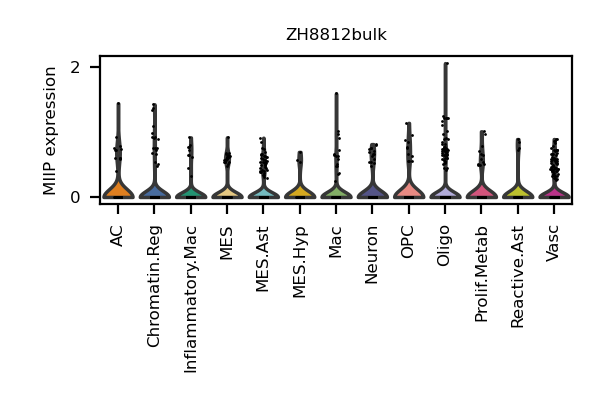 ZH8812bulk
MIIP expression
2
0
AC
Chromatin.Reg
Inflammatory.Mac
MES
MES.Ast
MES.Hyp
Mac
Neuron
OPC
Oligo
Prolif.Metab
Reactive.Ast
Vasc